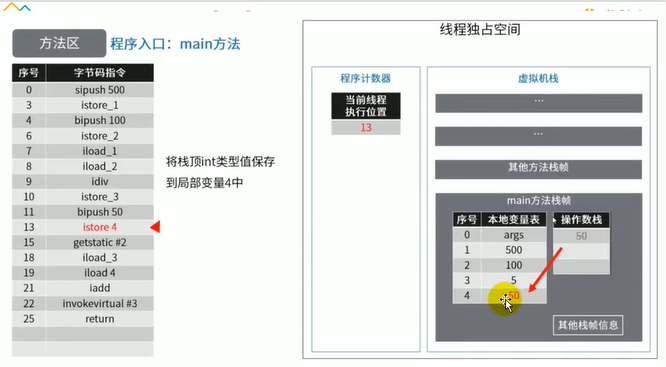 方法区
程序入口：main方法
序号 字节码指令
0 sipush 500
3 istore_1
4 bipush 100
6 istore_2
7 iload_1
8 iload_2
9 idiv
10 istore_3
11 bipush 50
13 istore 4
15 getstatic #2
18 iload_3
19 iload 4
21 iadd
22 invokevirtual #3
25 return
将栈顶int类型值保存
到局部变量4中
线程独占空间
程序计数器
当前线程
执行位置
13
虚拟机栈
...
...
其他方法栈帧
main方法栈帧
序号 本地变量表
0 args
1 500
2 100
3 5
4 50
操作数栈
50
其他栈帧信息